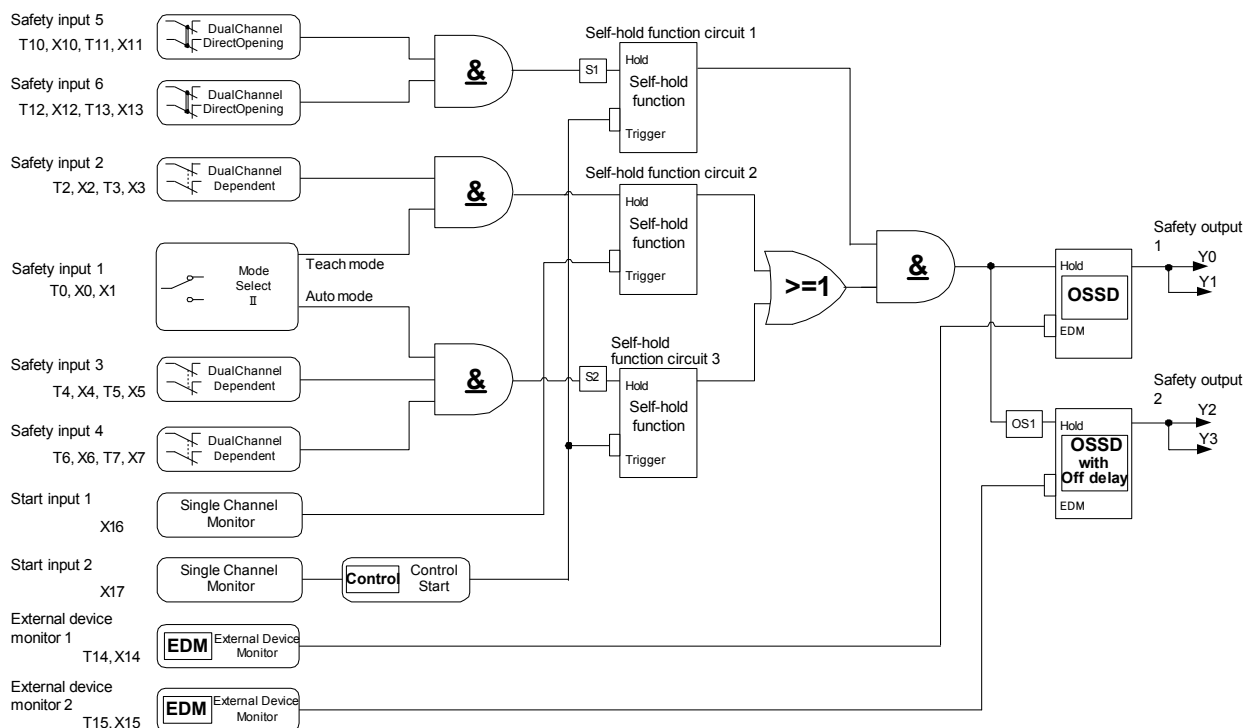 Safety input 5
T10, X10, T11, X11
DualChannel
DirectOpening
Safety input 6
T12, X12, T13, X13
DualChannel
DirectOpening
&
S1
Self-hold function circuit 1
Hold
Self-hold
function
Trigger
Safety input 2
T2, X2, T3, X3
DualChannel
Dependent
&
Self-hold function circuit 2
Hold
Self-hold
function
Trigger
Safety input 1
T0, X0, X1
Mode
Select
II
Teach mode
Auto mode
>=1
&
Safety input 3
T4, X4, T5, X5
DualChannel
Dependent
&
S2
Self-hold
function circuit 3
Hold
Self-hold
function
Trigger
Safety input 4
T6, X6, T7, X7
DualChannel
Dependent
Safety output
1
Hold
OSSD
EDM
Y0
Y1
Safety output
2
OS1
Hold
OSSD
with
Off delay
EDM
Y2
Y3
Start input 1
X16
Single Channel
Monitor
Start input 2
X17
Single Channel
Monitor
Control
Control
Start
External device
monitor 1
T14, X14
EDM
External Device
Monitor
External device
monitor 2
T15, X15
EDM
External Device
Monitor